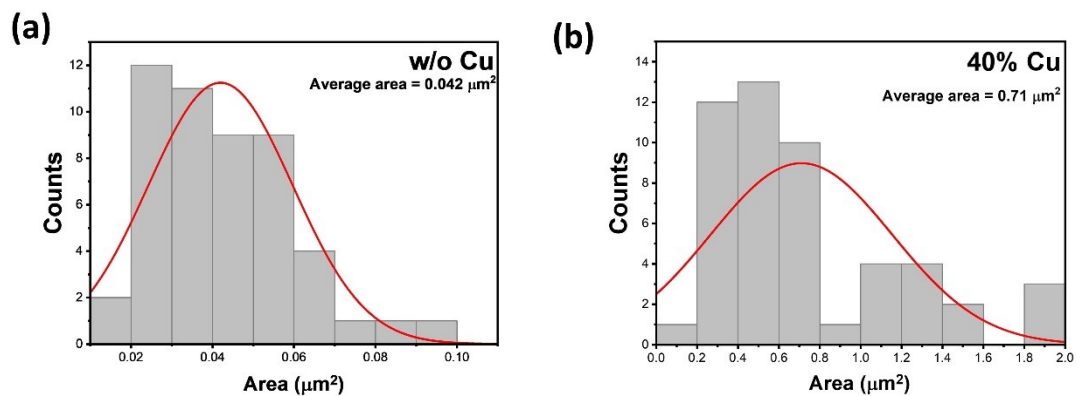 (a)
w/o Cu
Average area = 0.042 μm²
Counts
12
10
8
6
4
2
0
0.02 0.04 0.06 0.08 0.10
Area (μm²)
(b)
40% Cu
Average area = 0.71 μm²
Counts
14
12
10
8
6
4
2
0
0.0 0.2 0.4 0.6 0.8 1.0 1.2 1.4 1.6 1.8 2.0
Area (μm²)